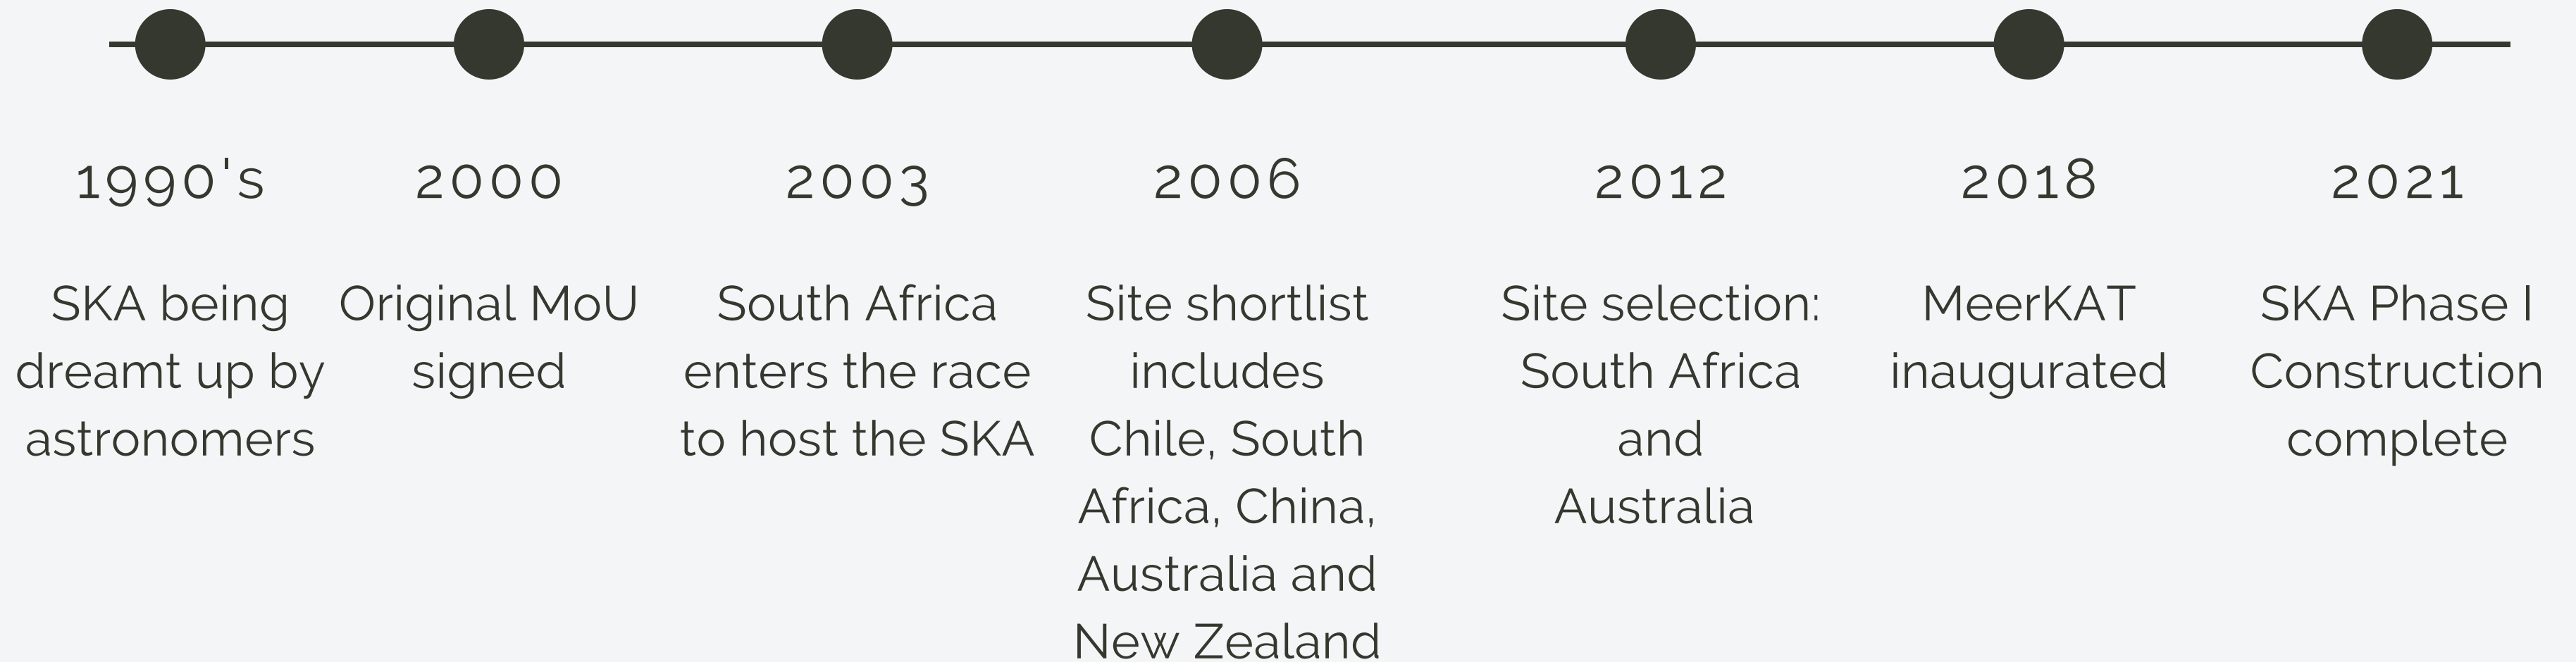 1990's
SKA being
dreamt up by
astronomers
2000
Original MoU
signed
2003
South Africa
enters the race
to host the SKA
2006
Site shortlist
includes
Chile, South
Africa, China,
Australia and
New Zealand
2012
Site selection:
South Africa
and
Australia
2018
MeerKAT
inaugurated
2021
SKA Phase I
Construction
complete